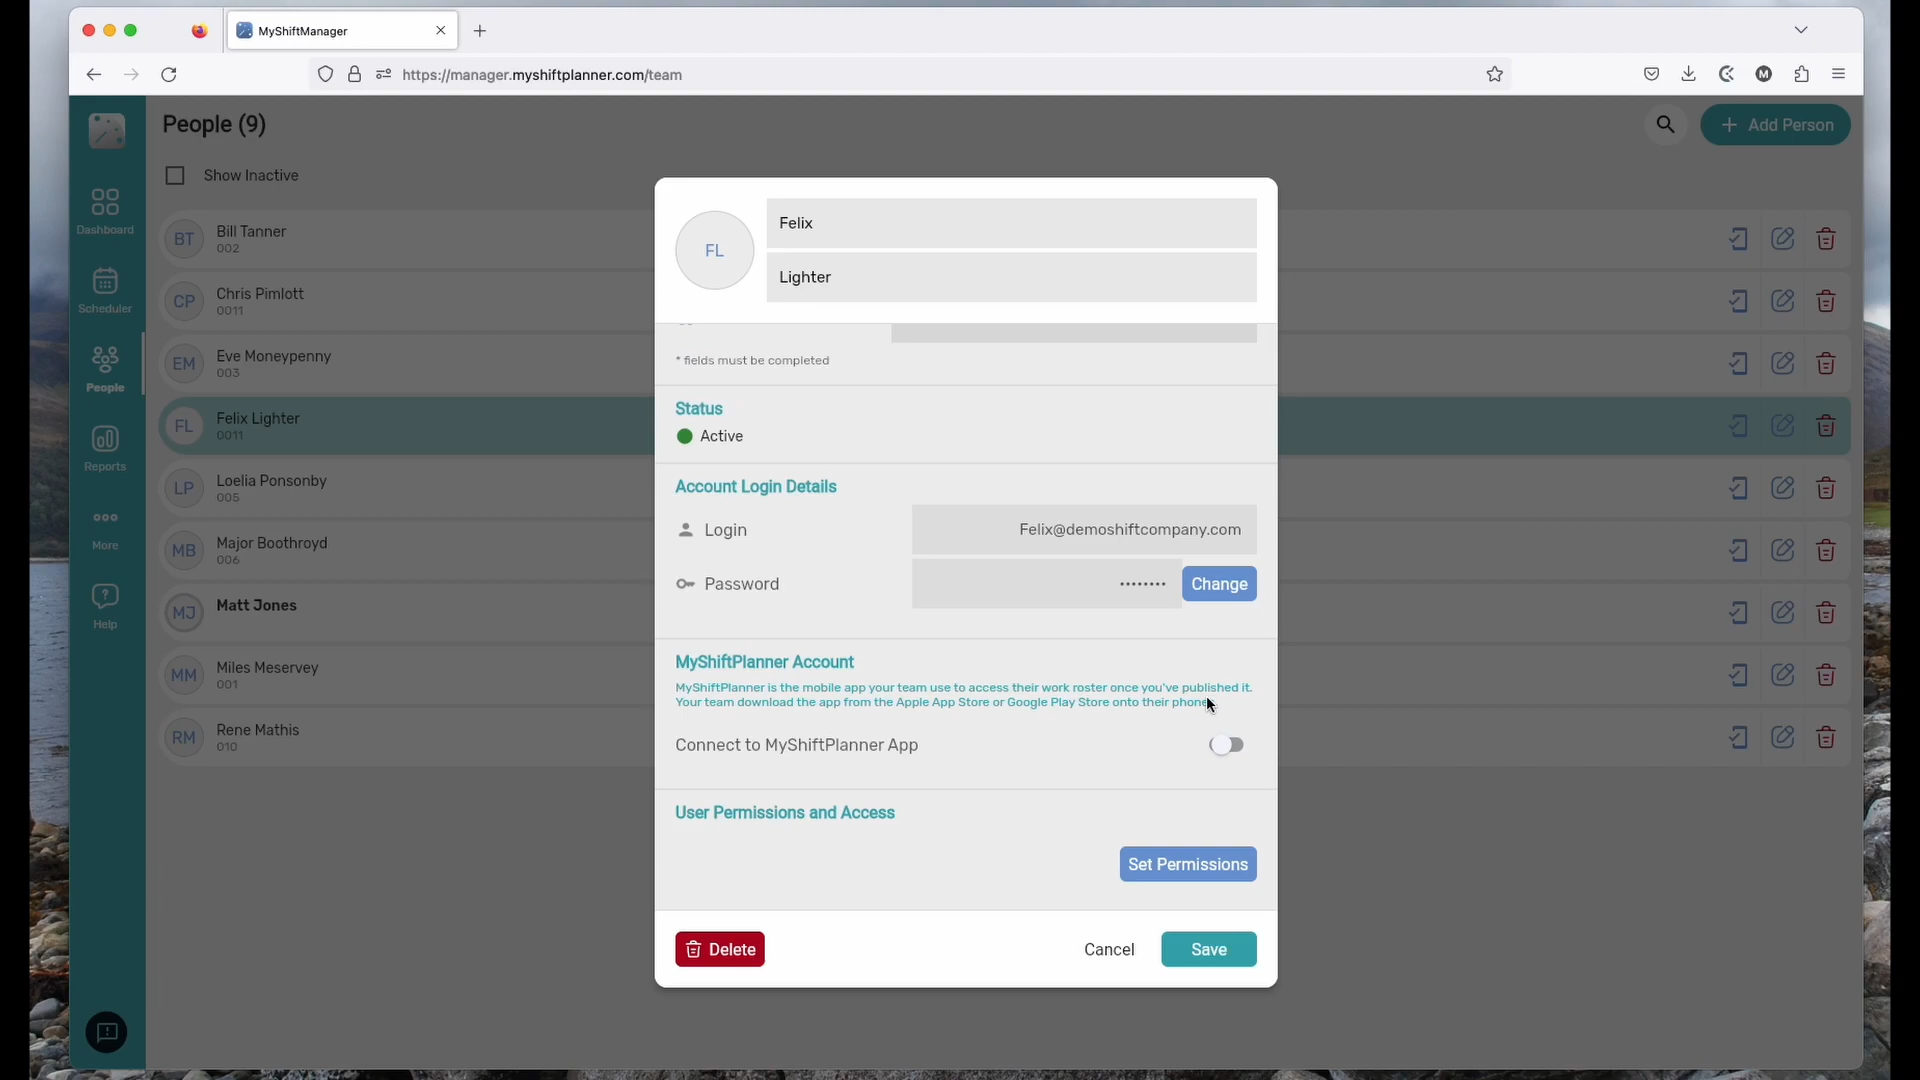 MyShiftManager
https://manager.myshiftplanner.com/team
M
People (9)
Add Person
Show Inactive
Dashboard
Scheduler
People
Reports
More
Help
BT
Bill Tanner
002
CP
Chris Pimlott
0011
EM
Eve Moneypenny
003
FL
Felix Lighter
0011
LP
Loelia Ponsonby
005
MB
Major Boothroyd
006
MJ
Matt Jones
MM
Miles Meservey
001
RM
Rene Mathis
010
FL
Felix
Lighter
* fields must be completed
Status
Active
Account Login Details
Login
Felix@demoshiftcompany.com
Password
••••••••
Change
MyShiftPlanner Account
MyShiftPlanner is the mobile app your team use to access their work roster once you've published it.
Your team download the app from the Apple App Store or Google Play Store onto their phone
Connect to MyShiftPlanner App
User Permissions and Access
Set Permissions
Delete
Cancel
Save